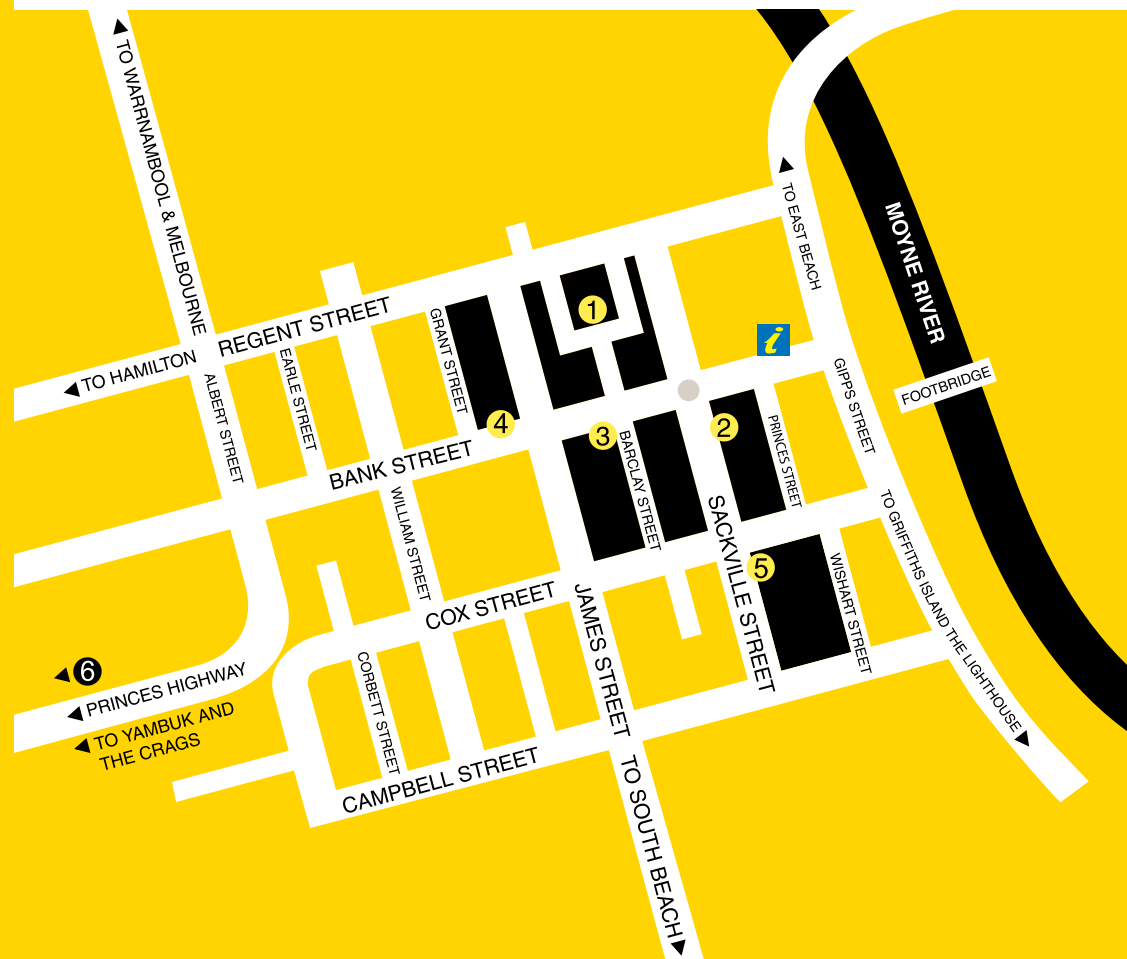 TO WARRNAMBOOL & MELBOURNE
TO EAST BEACH
MOYNE RIVER
REGENT STREET
TO HAMILTON
1
GRANT STREET
i
EARLE STREET
ALBERT STREET
GIPPS STREET
FOOTBRIDGE
4
3
2
PRINCES STREET
BARCLAY STREET
BANK STREET
WILLIAM STREET
SACKVILLE STREET
TO GRIFFITHS ISLAND THE LIGHTHOUSE
5
WISHART STREET
COX STREET
JAMES STREET
CORBETT STREET
6
PRINCES HIGHWAY
TO YAMBUK AND
THE CRAGS
CAMPBELL STREET
TO SOUTH BEACH